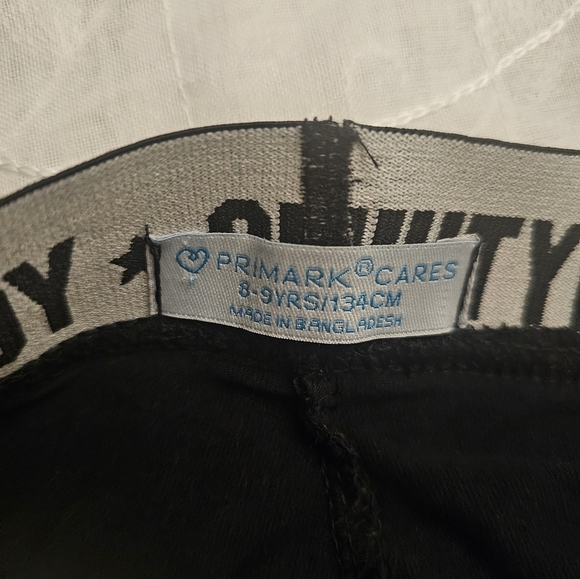 ♡ PRIMARK® CARES
8-9YRS/134CM
MADE IN BANGLADESH